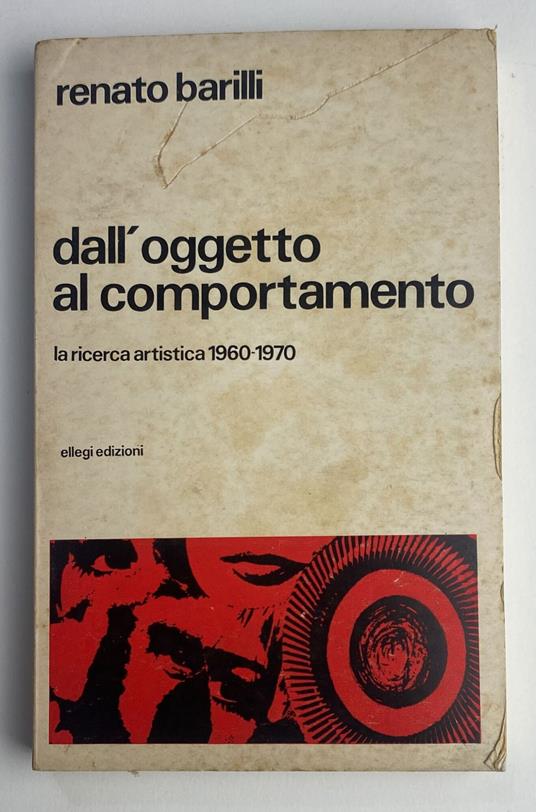 renato barilli
dall'oggetto
al comportamento
la ricerca artistica 1960-1970
ellegi edizioni